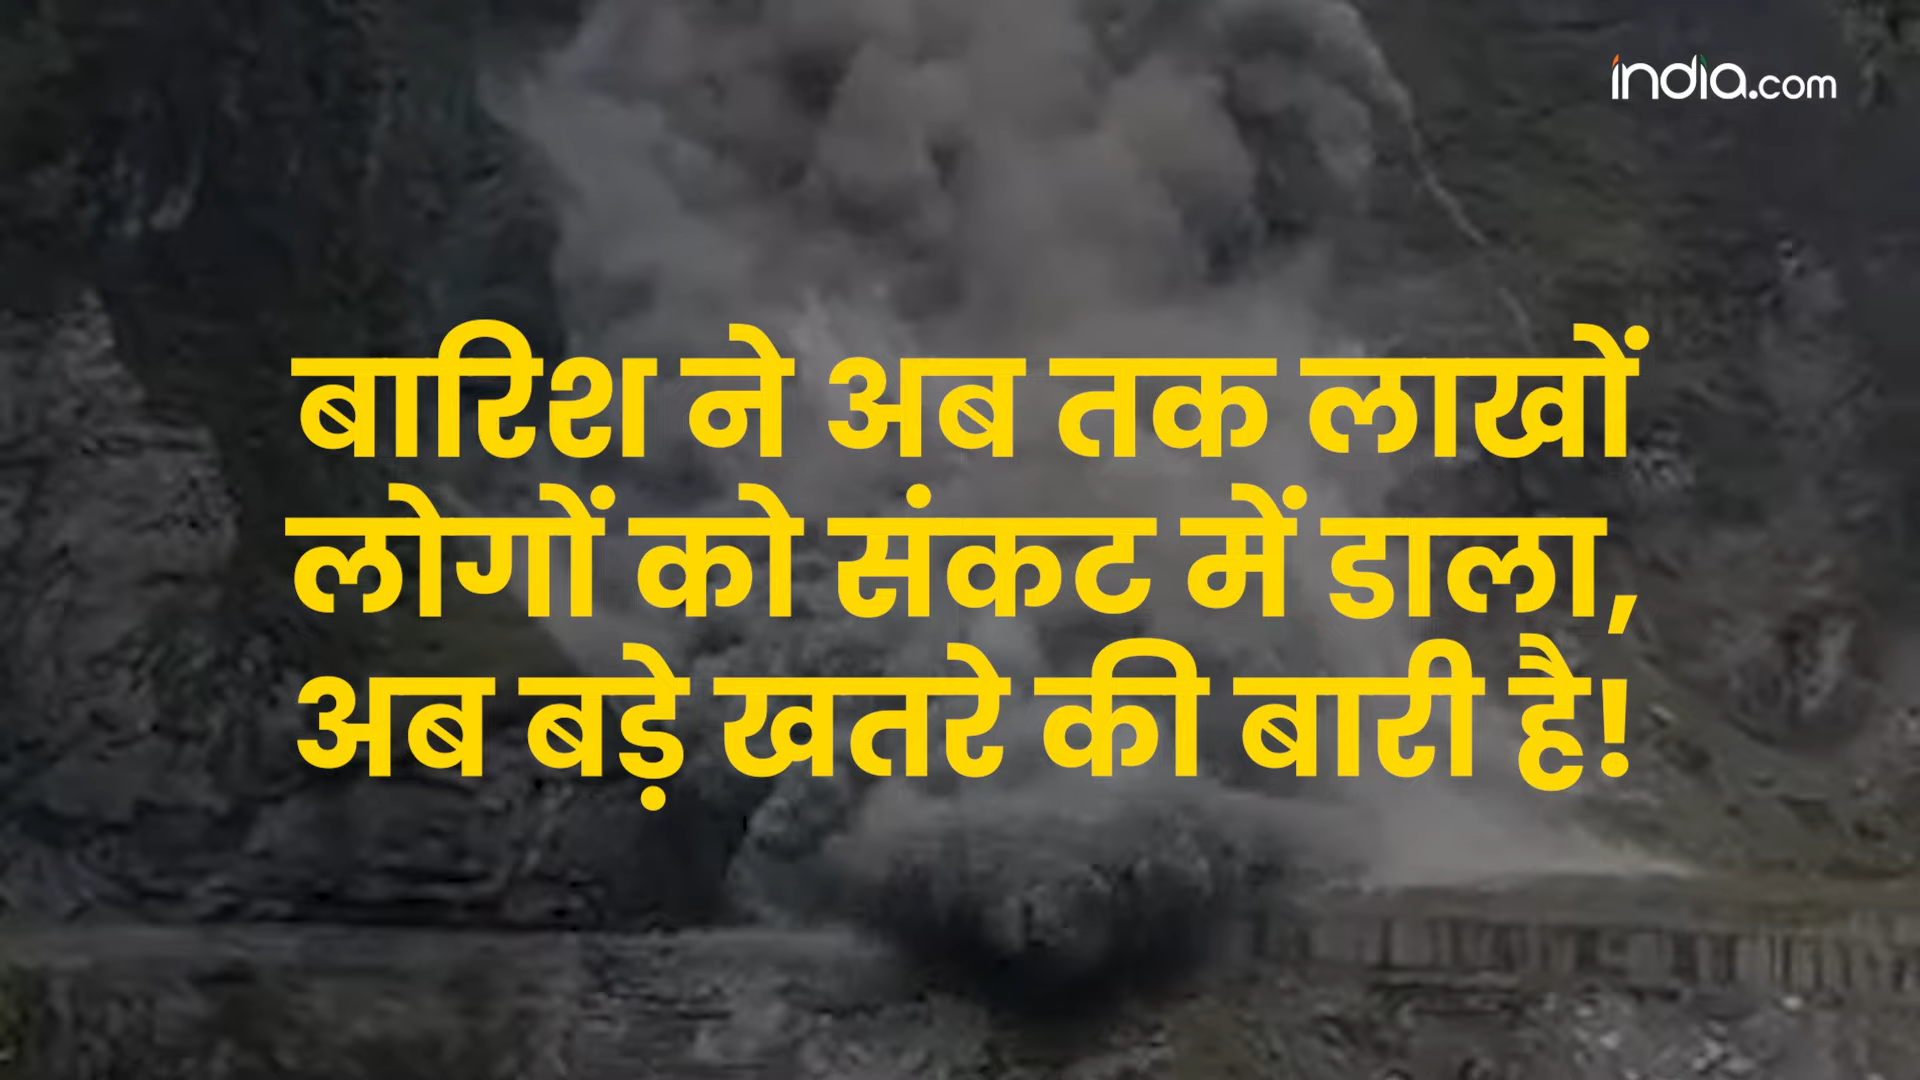 india.com
बारिश ने अब तक लाखों
लोगों को संकट में डाला,
अब बड़े खतरे की बारी है!